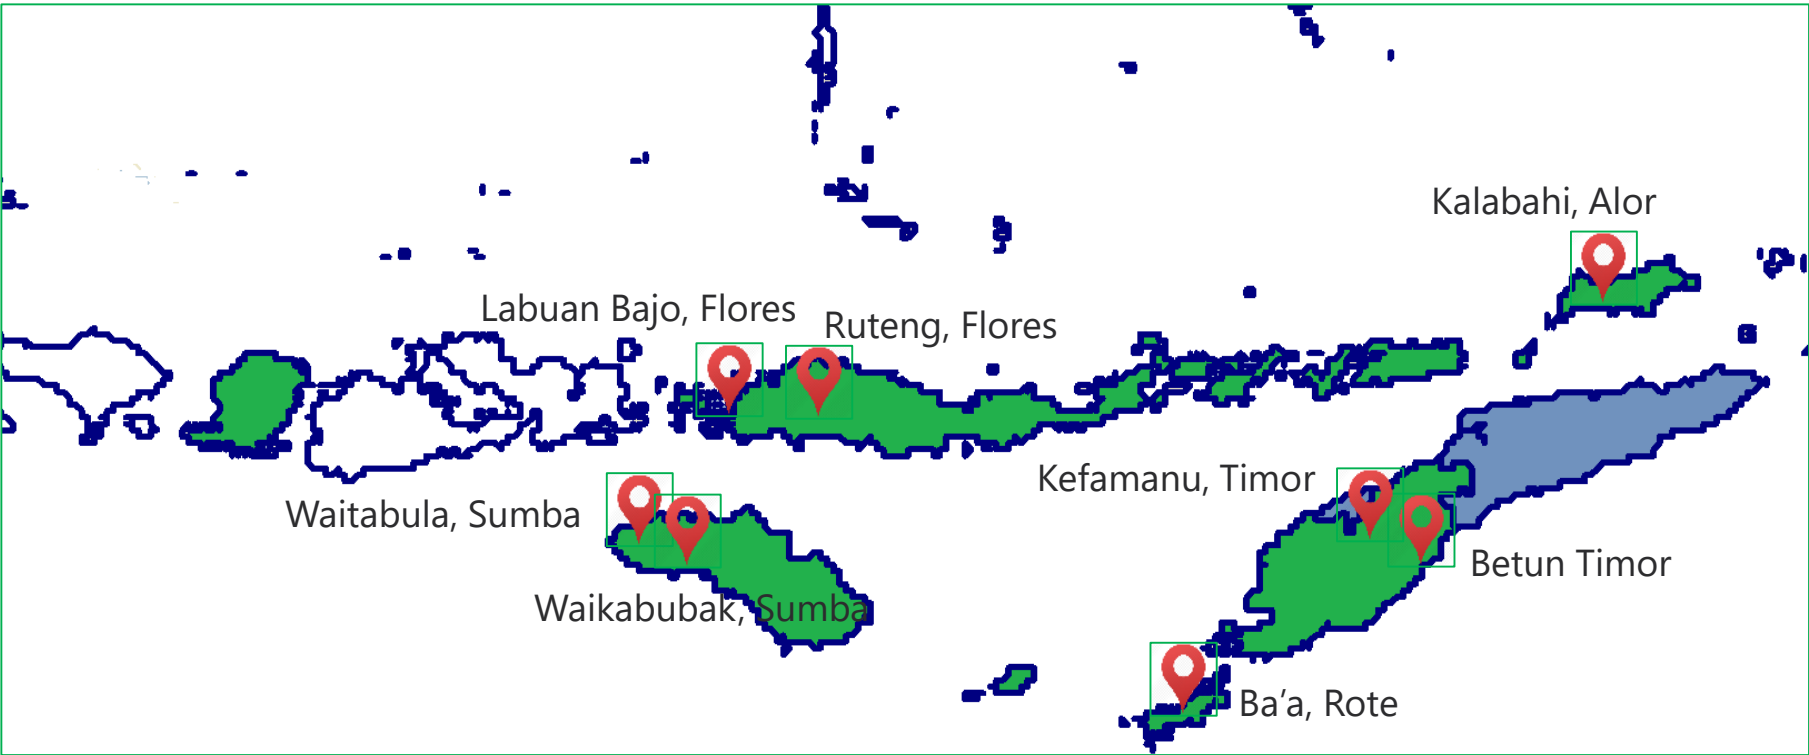 Kalabahi, Alor
Labuan Bajo, Flores
Ruteng, Flores
Kefamanu, Timor
Waitabula, Sumba
Betun Timor
Waikabubak, Sumba
Ba’a, Rote